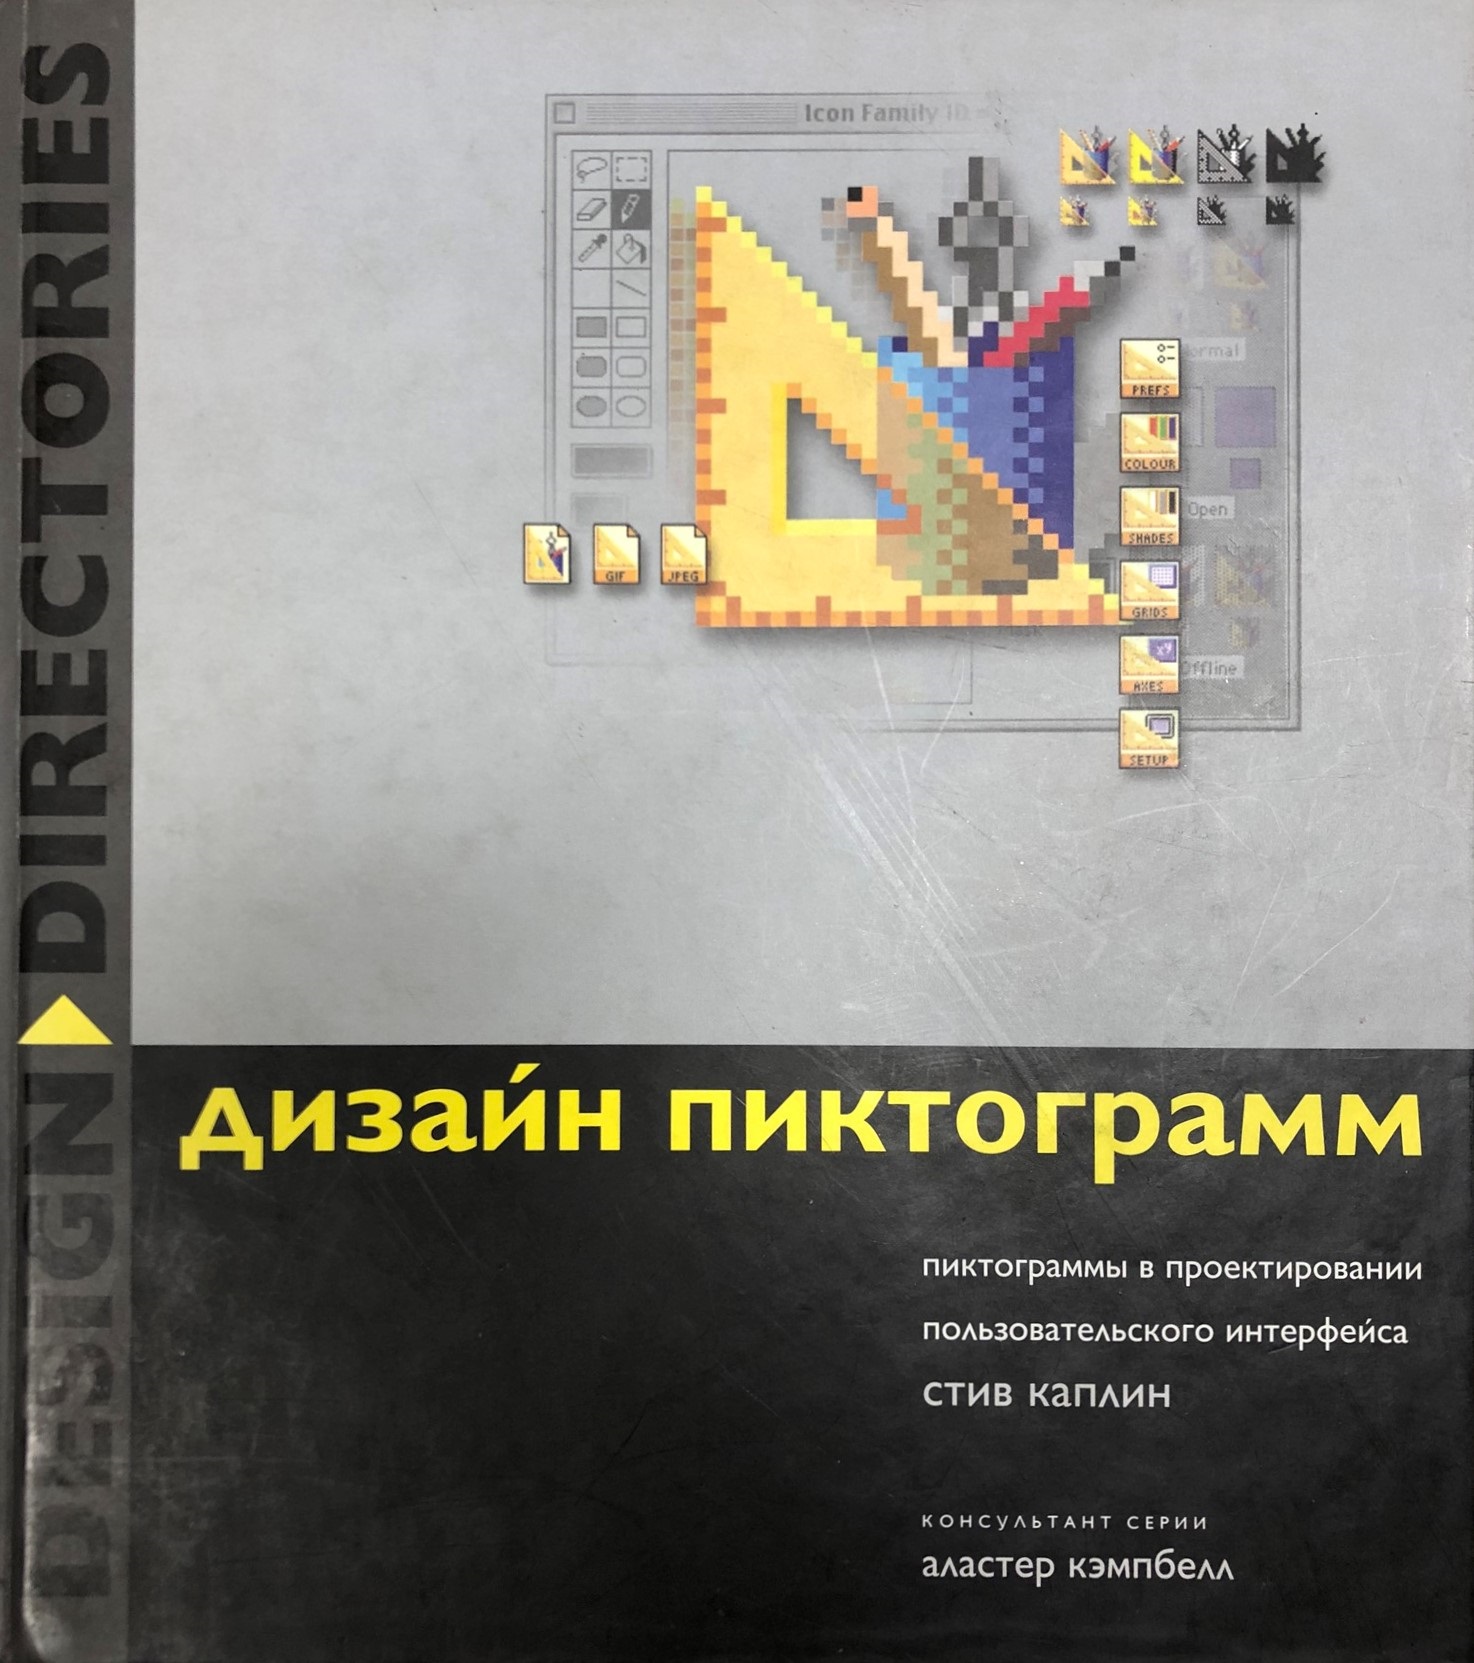 DESIGN DIRECTORIES
Icon Family ID
Normal
PREFS
COLOUR
Open
SHADES
GIF
JPEG
GRIDS
Offline
AXES
SETUP
дизайн пиктограмм
пиктограммы в проектировании
пользовательского интерфейса
стив каплин
консультант серии
аластер кэмпбелл